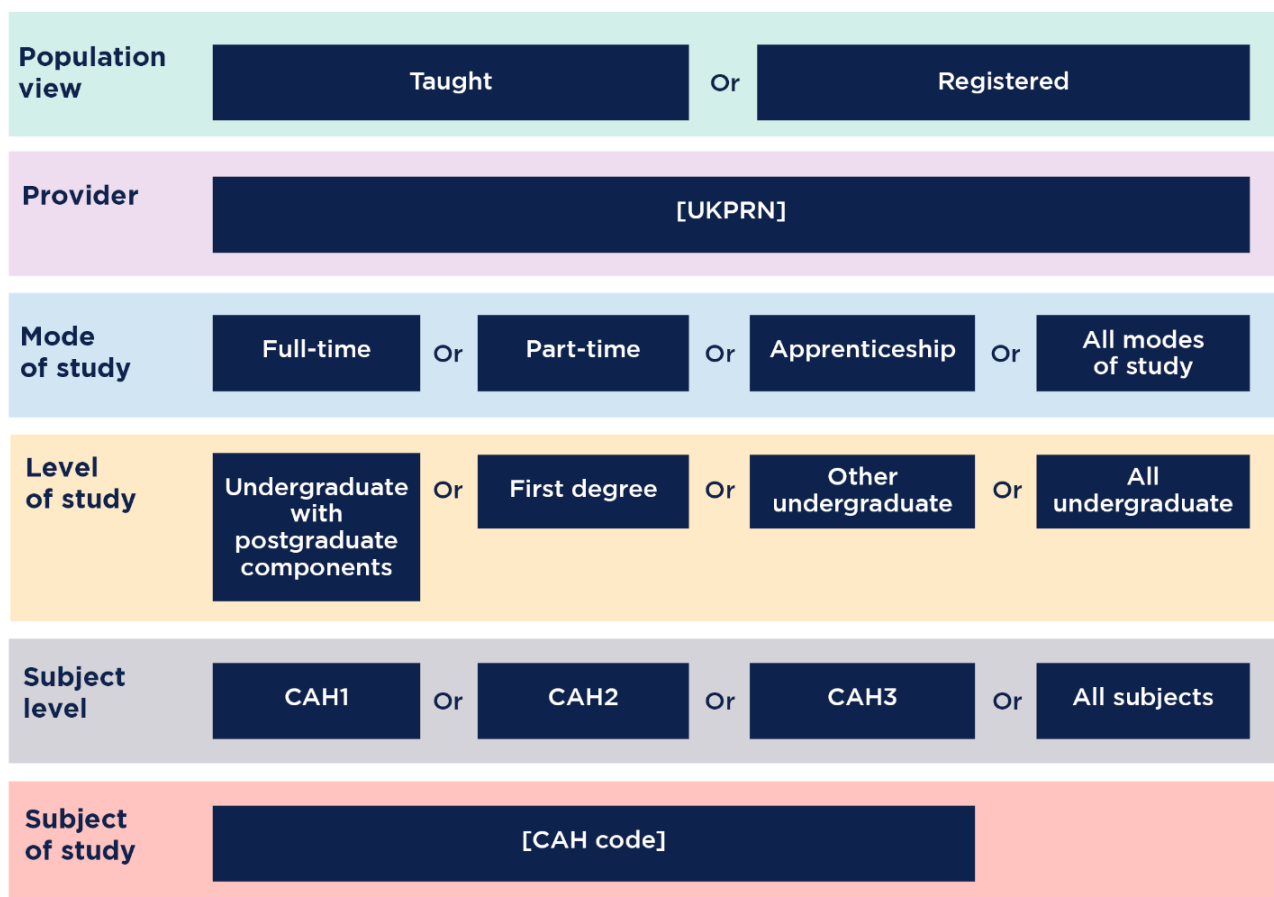 Population
view
Taught
Or
Registered
Provider
[UKPRN]
Mode
of study
Full-time
Or
Part-time
Or
Apprenticeship
Or
All modes
of study
Level
of study
Undergraduate
with
postgraduate
components
Or
First degree
Or
Other
undergraduate
Or
All
undergraduate
Subject
level
CAH1
Or
CAH2
Or
CAH3
Or
All subjects
Subject
of study
[CAH code]